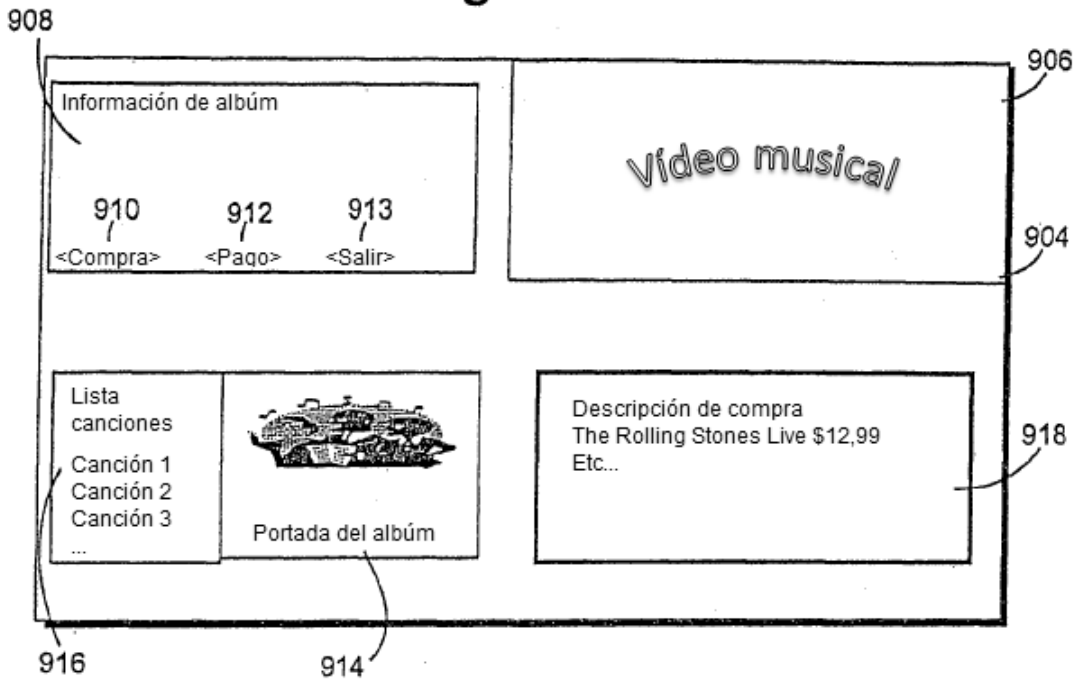 908
906
Información de albúm
Vídeo musical
910
912
913
<Compra>
<Pago>
<Salir>
904
Lista
canciones
Canción 1
Canción 2
Canción 3
...
Portada del albúm
Descripción de compra
The Rolling Stones Live $12,99
Etc...
918
916
914